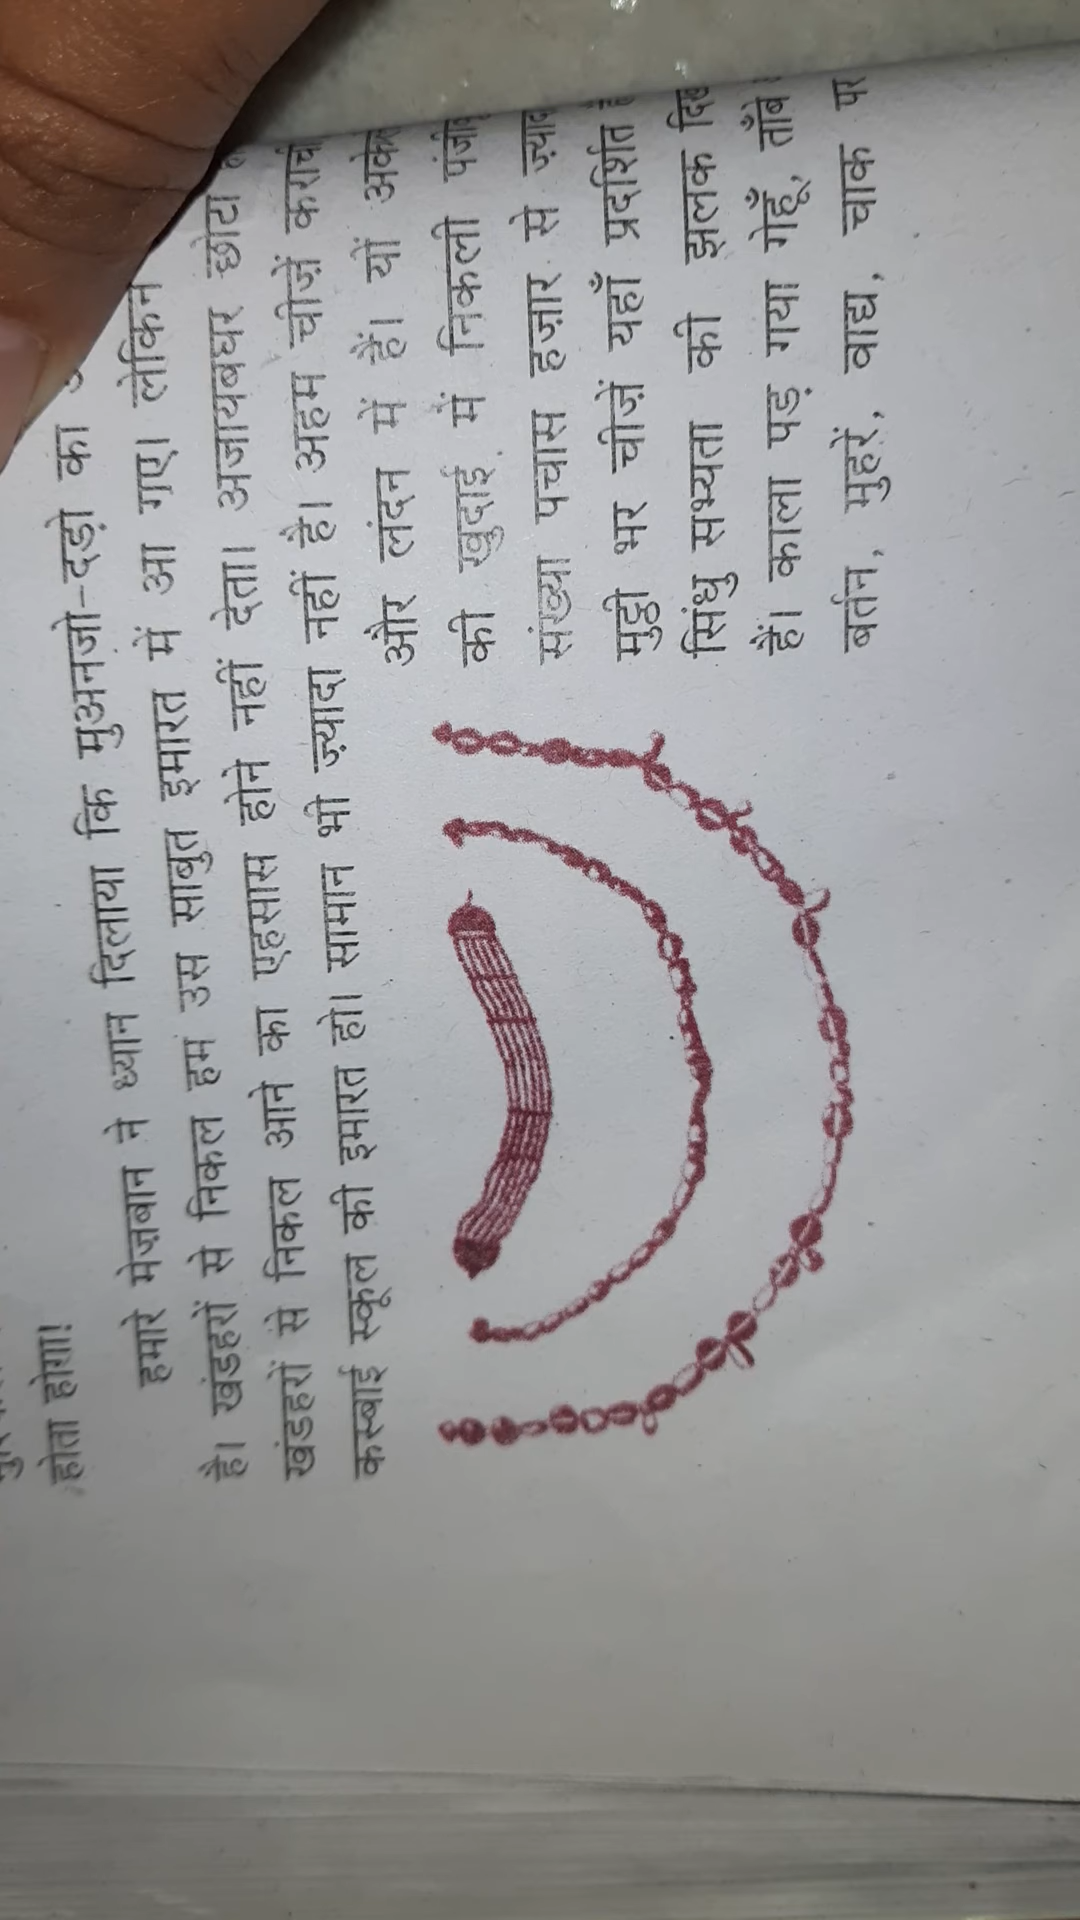 होता होगा!
हमारे मेज़बान ने ध्यान दिलाया कि मुअनजो-दड़ो का
है। खंडहरों से निकल हम उस साबुत इमारत में आ गए। लेकिन
खंडहरों से निकल आने का एहसास होने नहीं देता। अजायबघर छोटा
कस्बाई स्कूल की इमारत हो। सामान भी ज़्यादा नहीं है। अहम चीज़ें
और लंदन में हैं। यों
की खुदाई में निकली
संख्या पचास हज़ार से
मुट्ठी भर चीज़ें यहाँ प्रदर्शित
सिंधु सभ्यता की झलक
हैं। काला पड़ गया गेहूँ, ताँबे
बर्तन, मुहरें, वाद्य, चाक पर